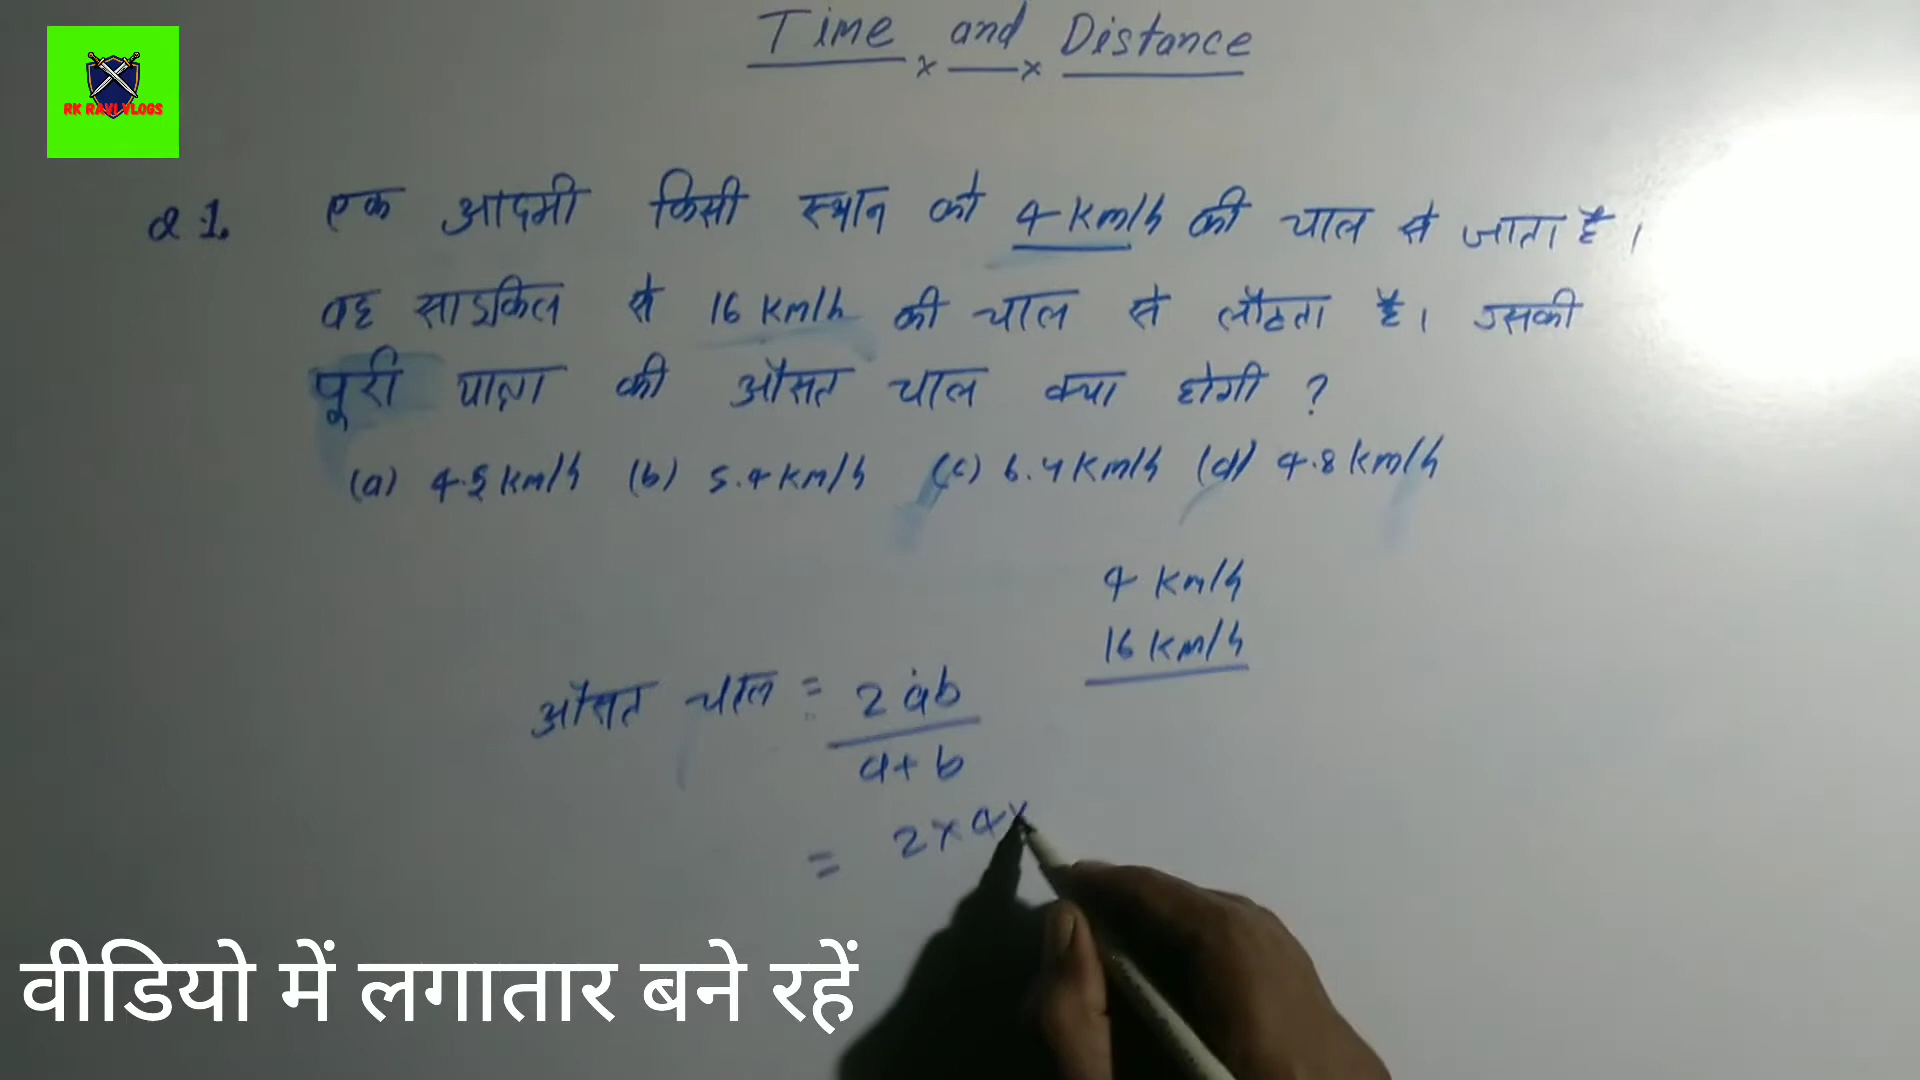 Time and Distance
RK RAVI VLOGS
Q 1. एक आदमी किसी स्थान को 4 km/h की चाल से जाता है।
वह साइकिल से 16 km/h की चाल से लौटता है। उसकी
पूरी यात्रा की औसत चाल क्या होगी ?
(a) 4.5 km/h (b) 5.4 km/h (c) 6.4 km/h (d) 4.8 km/h
4 km/h
16 km/h
औसत चाल = 2ab
a+b
= 2×4×
वीडियो में लगातार बने रहें